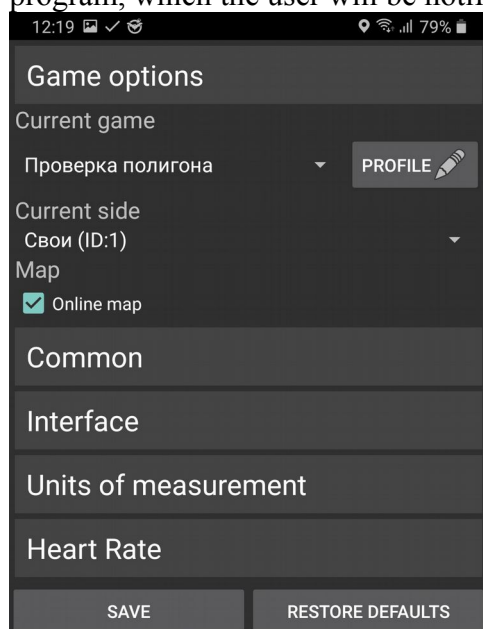 program, which the user will be noti
12:19 79%
Game options
Current game
Проверка полигона PROFILE
Current side
Свои (ID:1)
Map
Online map
Common
Interface
Units of measurement
Heart Rate
SAVE RESTORE DEFAULTS